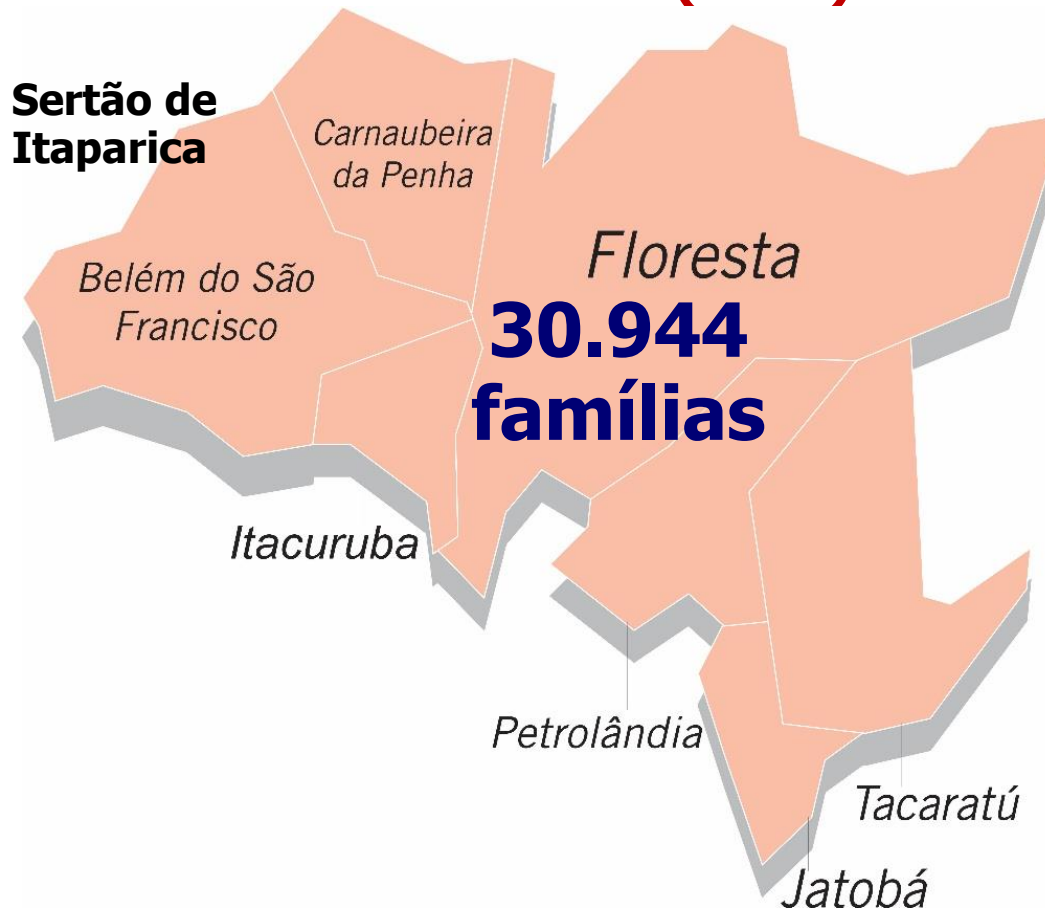 Sertão de
Itaparica
Carnaubeira
da Penha
Floresta
Belém do São
Francisco
30.944
famílias
Itacuruba
Petrolândia
Tacaratú
Jatobá